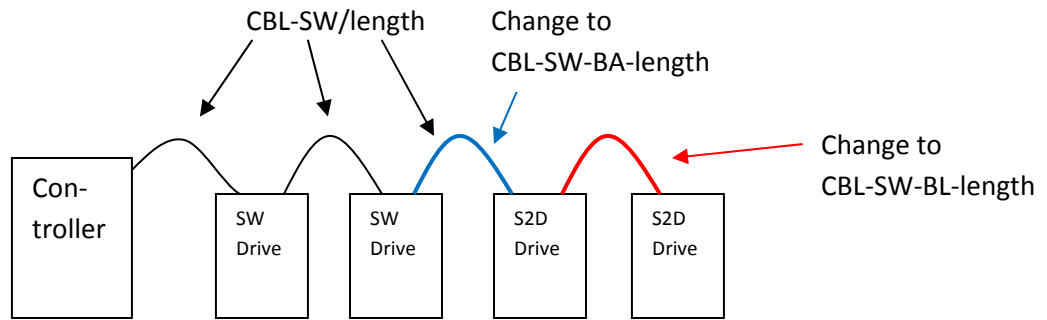 CBL-SW/length
Change to
CBL-SW-BA-length
Change to
CBL-SW-BL-length
Con-
troller
SW
Drive
SW
Drive
S2D
Drive
S2D
Drive